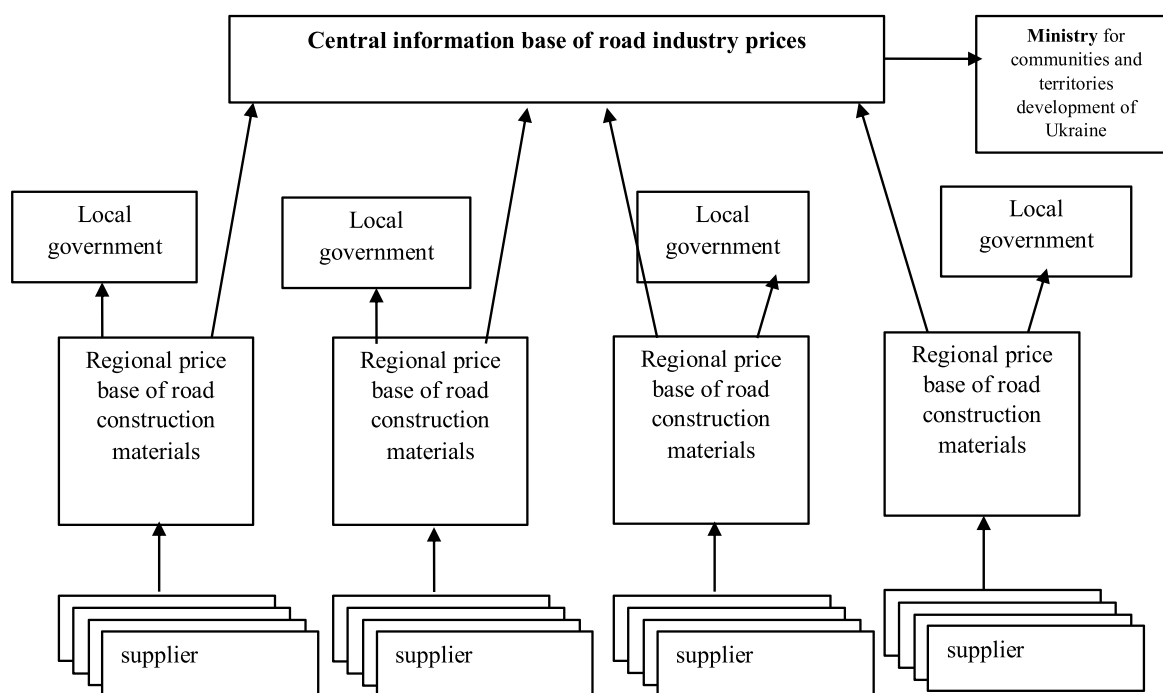 Central information base of road industry prices
Ministry for
communities and
territories
development of
Ukraine
Local
government
Local
government
Local
government
Local
government
Regional price
base of road
construction
materials
Regional price
base of road
construction
materials
Regional price
base of road
construction
materials
Regional price
base of road
construction
materials
supplier
supplier
supplier
supplier